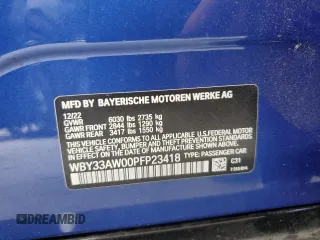 MFD BY BAYERISCHE MOTOREN WERKE AG
12/22
GVWR 6030 lbs 2735 kg
GAWR FRONT 2844 lbs 1290 kg
GAWR REAR 3417 lbs 1550 kg
THIS VEHICLE CONFORMS TO ALL APPLICABLE FEDERAL MOTOR
VEHICLE SAFETY, BUMPER, AND THEFT PREVENTION STANDARDS
IN EFFECT ON THE DATE OF MANUFACTURE SHOWN ABOVE.
WBY33AW00PFP23418 TYPE: PASSENGER CAR
C31
DREAMBID